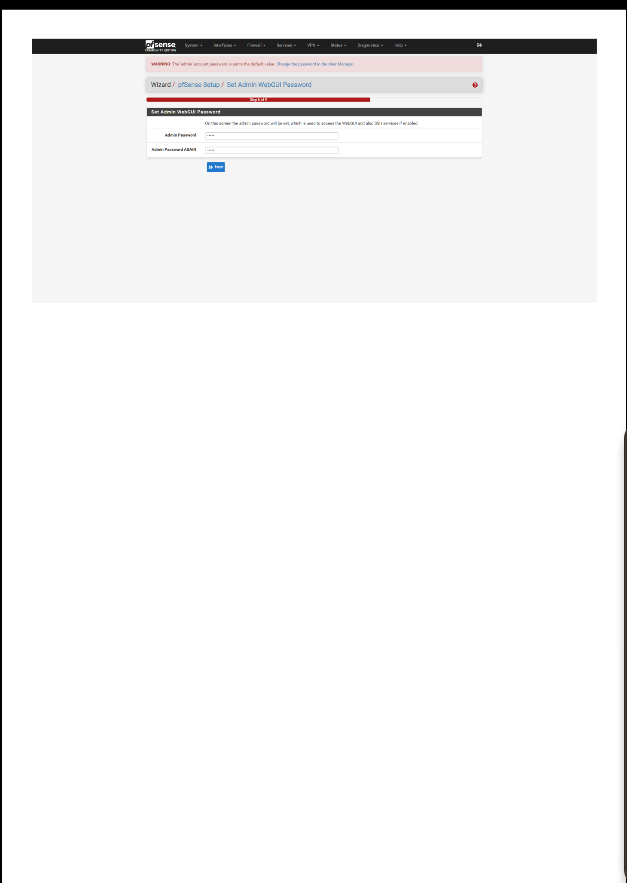 pfsense
COMMUNITY EDITION
System Interfaces Firewall Services VPN Status Diagnostics Help
WARNING: The 'admin' account password is set to the default value. Change the password in the User Manager.
Wizard / pfSense Setup / Set Admin WebGUI Password
Step 6 of 9
Set Admin WebGUI Password
On this screen the admin password will be set, which is used to access the WebGUI and also SSH services if enabled.
Admin Password
Admin Password AGAIN
Next